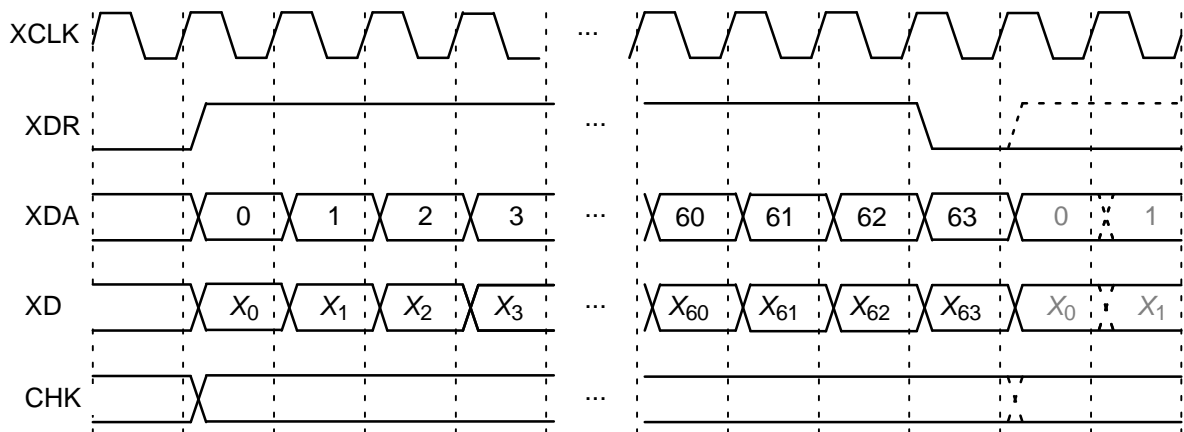 XCLK ...
XDR ...
XDA 0 1 2 3 ... 60 61 62 63 0 1
XD X0 X1 X2 X3 ... X60 X61 X62 X63 X0 X1
CHK ...